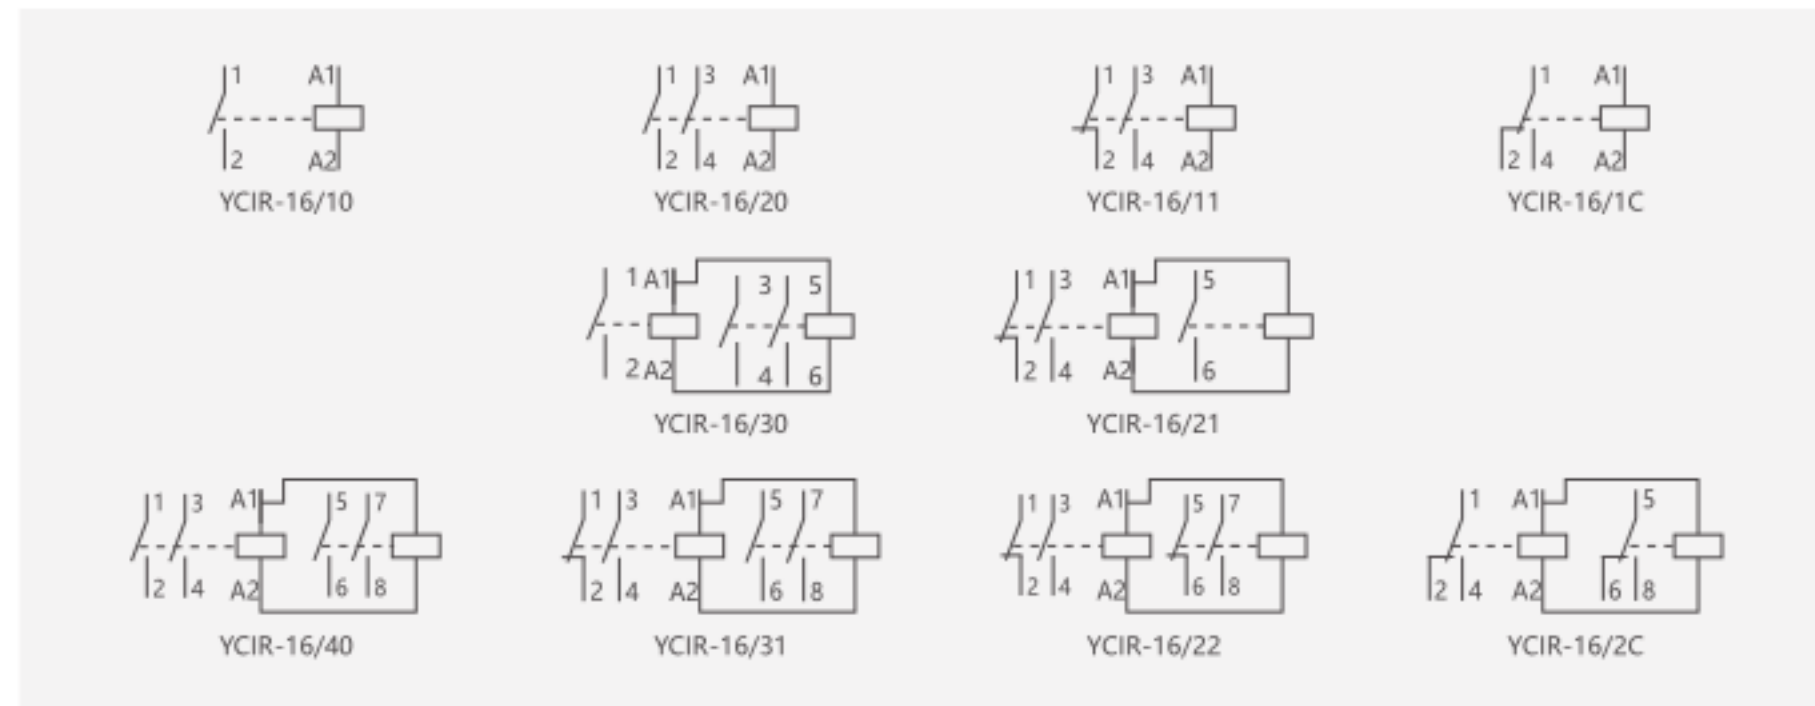 1 A1 1 3 A1 1 3 A1 1 A1
2 A2 2 4 A2 2 4 A2 2 4 A2
YCIR-16/10 YCIR-16/20 YCIR-16/11 YCIR-16/1C
1 A1 3 5 1 3 A1 5
2 A2 4 6 2 4 A2 6
YCIR-16/30 YCIR-16/21
1 3 A1 5 7 1 3 A1 5 7 1 3 A1 5 7 1 A1 5
2 4 A2 6 8 2 4 A2 6 8 2 4 A2 6 8 2 4 A2 6 8
YCIR-16/40 YCIR-16/31 YCIR-16/22 YCIR-16/2C